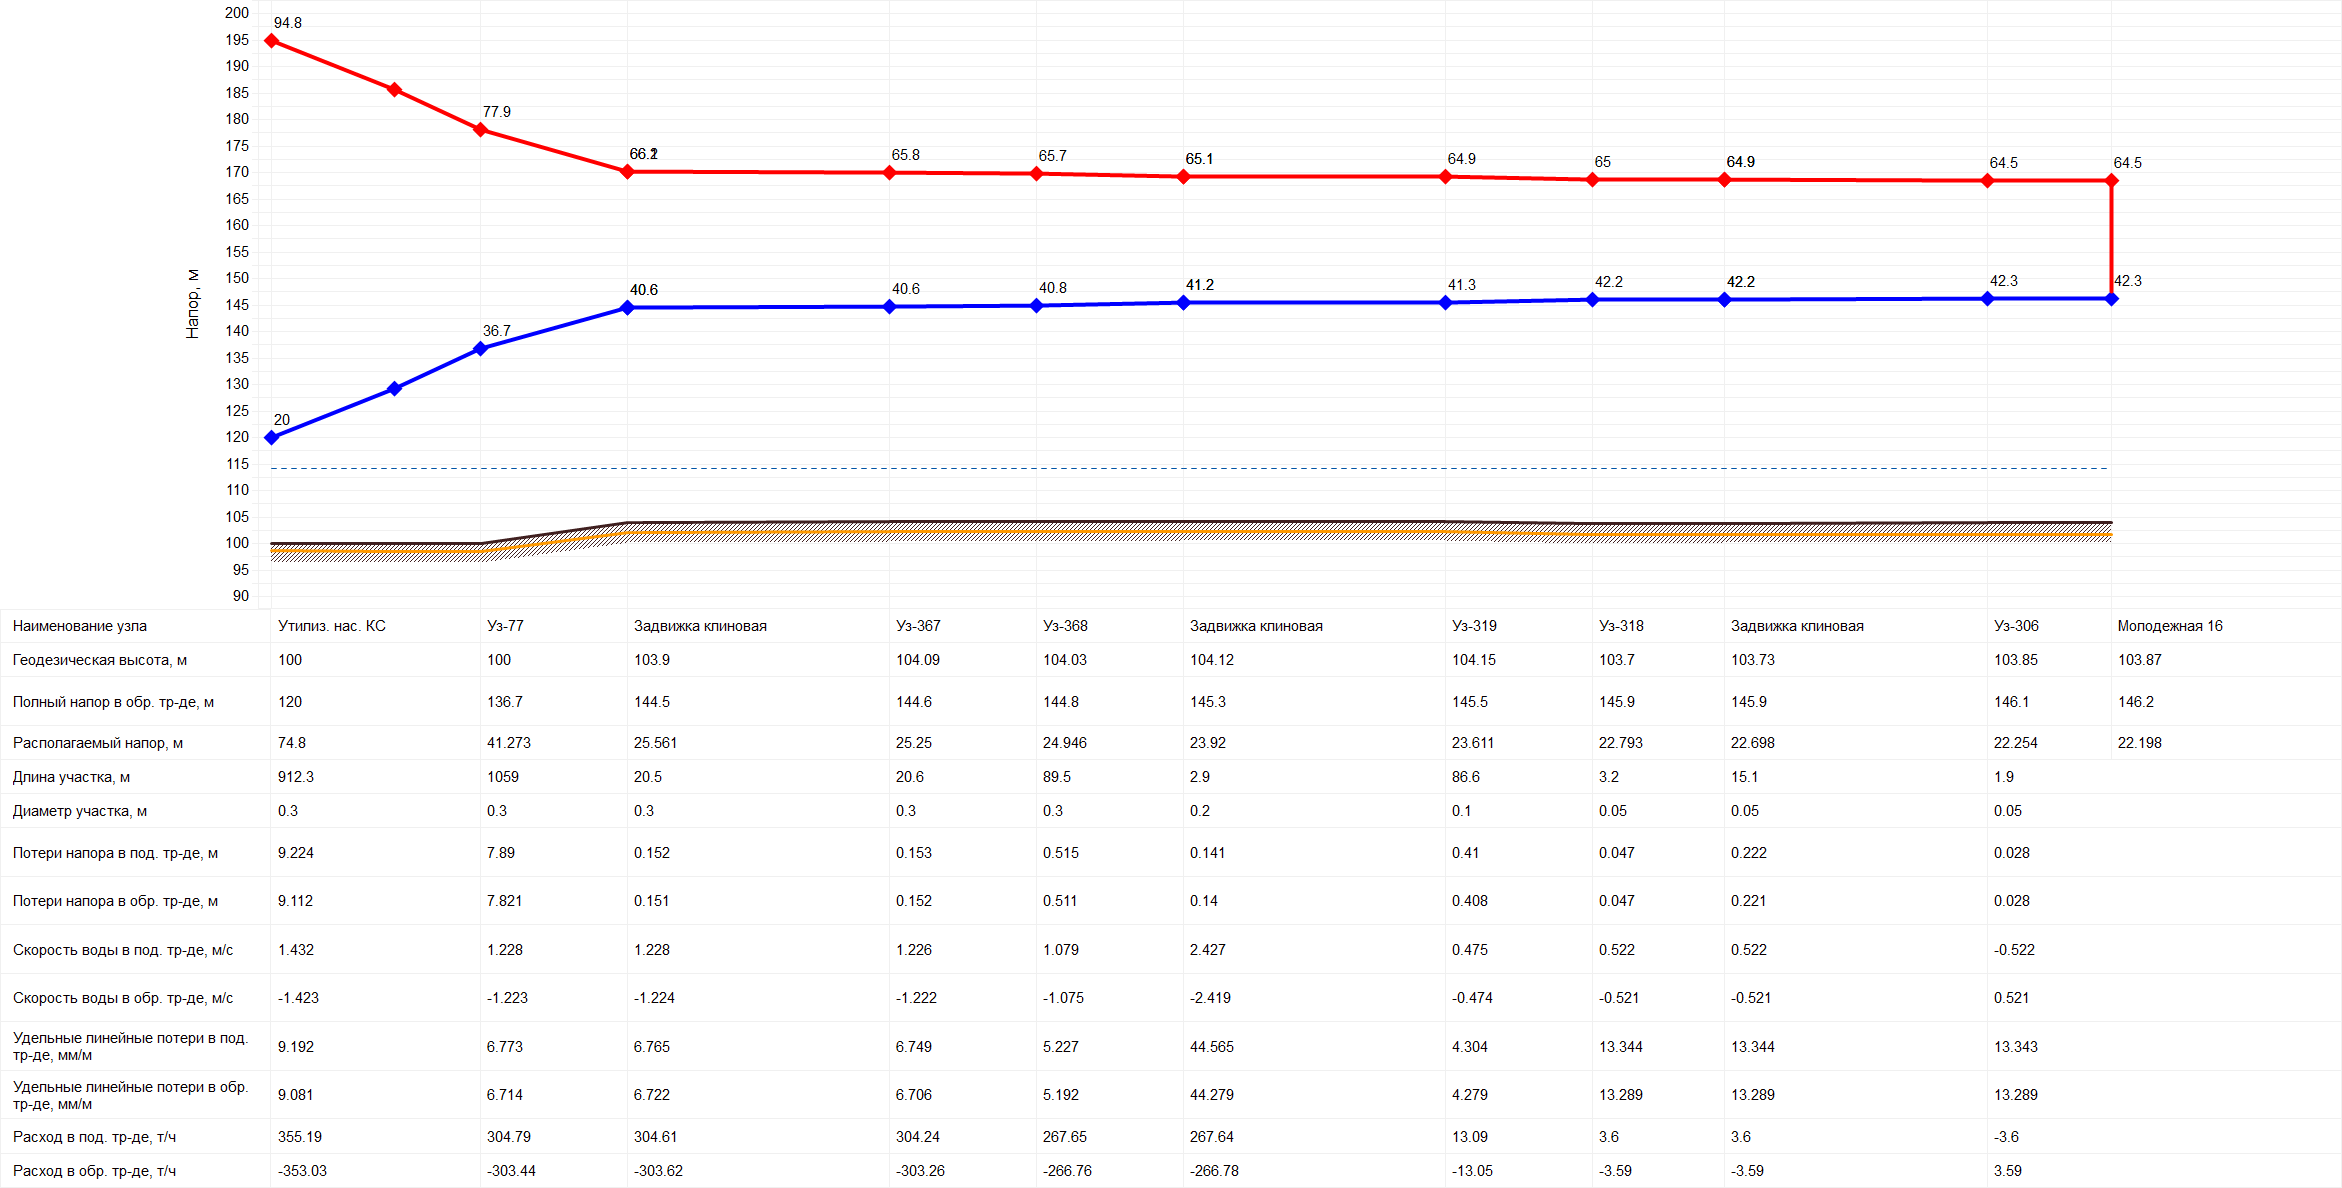 200
94.8
195
190
185
180
77.9
175
66.2
65.8
65.7
65.1
64.9
65
64.9
64.5
64.5
170
165
160
155
150
145
40.6
40.6
40.8
41.2
41.3
42.2
42.2
42.3
42.3
140
135
36.7
130
125
120
20
115
110
105
100
95
90
Напор, м
Наименование узла Утилиз. нас. КС Уз-77 Задвижка клиновая Уз-367 Уз-368 Задвижка клиновая Уз-319 Уз-318 Задвижка клиновая Уз-306 Молодежная 16
Геодезическая высота, м 100 100 103.9 104.09 104.03 104.12 104.15 103.7 103.73 103.85 103.87
Полный напор в обр. тр-де, м 120 136.7 144.5 144.6 144.8 145.3 145.5 145.9 145.9 146.1 146.2
Располагаемый напор, м 74.8 41.273 25.561 25.25 24.946 23.92 23.611 22.793 22.698 22.254 22.198
Длина участка, м 912.3 1059 20.5 20.6 89.5 2.9 86.6 3.2 15.1 1.9
Диаметр участка, м 0.3 0.3 0.3 0.3 0.3 0.2 0.1 0.05 0.05 0.05
Потери напора в под. тр-де, м 9.224 7.89 0.152 0.153 0.515 0.141 0.41 0.047 0.222 0.028
Потери напора в обр. тр-де, м 9.112 7.821 0.151 0.152 0.511 0.14 0.408 0.047 0.221 0.028
Скорость воды в под. тр-де, м/с 1.432 1.228 1.228 1.226 1.079 2.427 0.475 0.522 0.522 -0.522
Скорость воды в обр. тр-де, м/с -1.423 -1.223 -1.224 -1.222 -1.075 -2.419 -0.474 -0.521 -0.521 0.521
Удельные линейные потери в под.
тр-де, мм/м 9.192 6.773 6.765 6.749 5.227 44.565 4.304 13.344 13.344 13.343
Удельные линейные потери в обр.
тр-де, мм/м 9.081 6.714 6.722 6.706 5.192 44.279 4.279 13.289 13.289 13.289
Расход в под. тр-де, т/ч 355.19 304.79 304.61 304.24 267.65 267.64 13.09 3.6 3.6 -3.6
Расход в обр. тр-де, т/ч -353.03 -303.44 -303.62 -303.26 -266.76 -266.78 -13.05 -3.59 -3.59 3.59